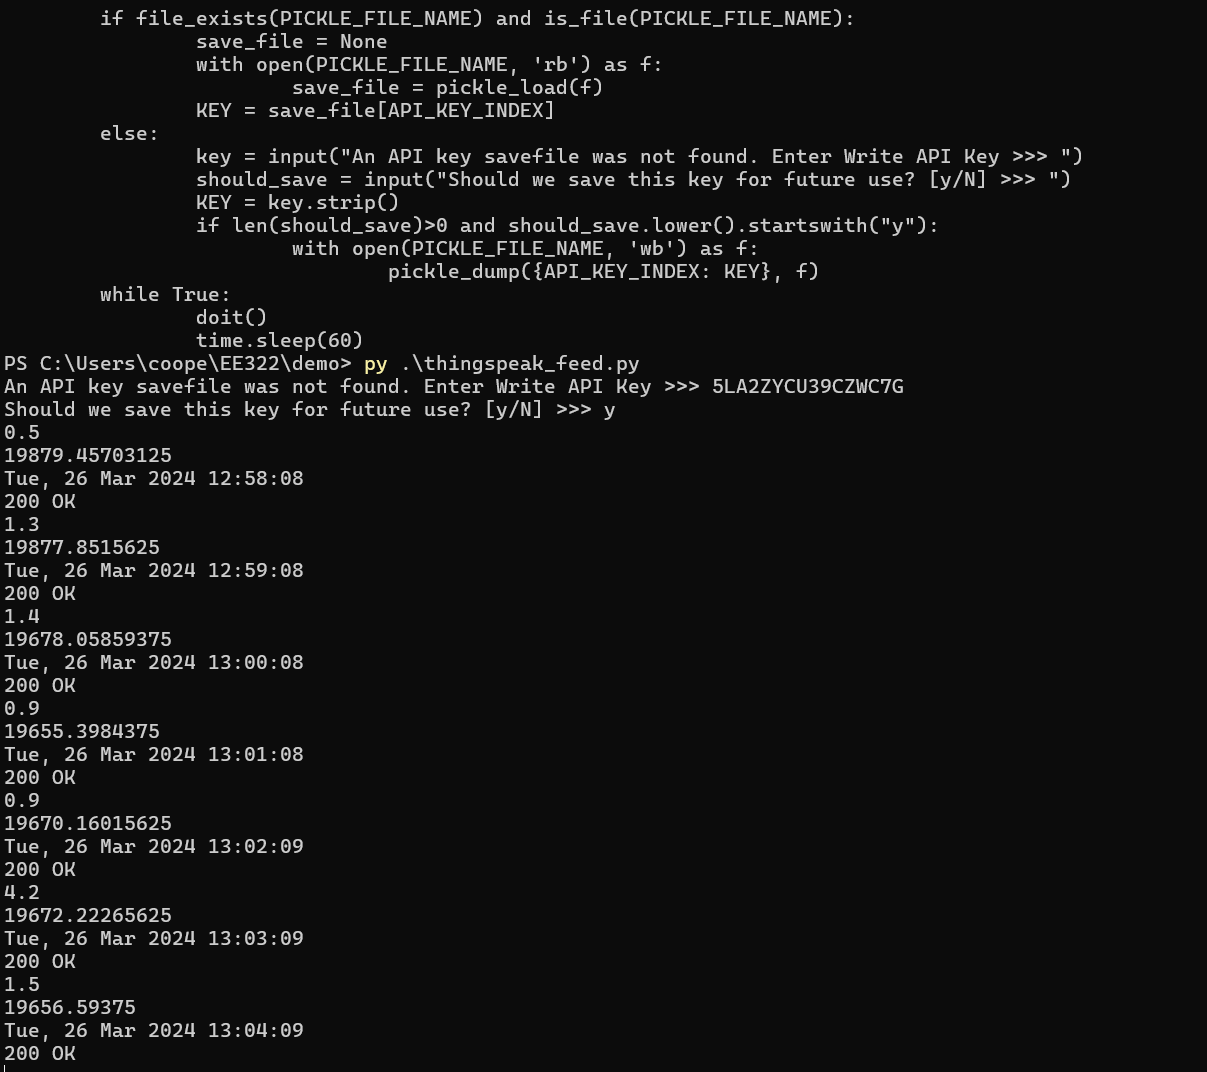 if file_exists(PICKLE_FILE_NAME) and is_file(PICKLE_FILE_NAME):
save_file = None
with open(PICKLE_FILE_NAME, 'rb') as f:
save_file = pickle_load(f)
KEY = save_file[API_KEY_INDEX]
else:
key = input("An API key savefile was not found. Enter Write API Key >>> ")
should_save = input("Should we save this key for future use? [y/N] >>> ")
KEY = key.strip()
if len(should_save)>0 and should_save.lower().startswith("y"):
with open(PICKLE_FILE_NAME, 'wb') as f:
pickle_dump({API_KEY_INDEX: KEY}, f)
while True:
doit()
time.sleep(60)
PS C:\Users\coope\EE322\demo> py .\thingspeak_feed.py
An API key savefile was not found. Enter Write API Key >>> 5LA2ZYCU39CZWC7G
Should we save this key for future use? [y/N] >>> y
0.5
19879.45703125
Tue, 26 Mar 2024 12:58:08
200 OK
1.3
19877.8515625
Tue, 26 Mar 2024 12:59:08
200 OK
1.4
19678.05859375
Tue, 26 Mar 2024 13:00:08
200 OK
0.9
19655.3984375
Tue, 26 Mar 2024 13:01:08
200 OK
0.9
19670.16015625
Tue, 26 Mar 2024 13:02:09
200 OK
4.2
19672.22265625
Tue, 26 Mar 2024 13:03:09
200 OK
1.5
19656.59375
Tue, 26 Mar 2024 13:04:09
200 OK